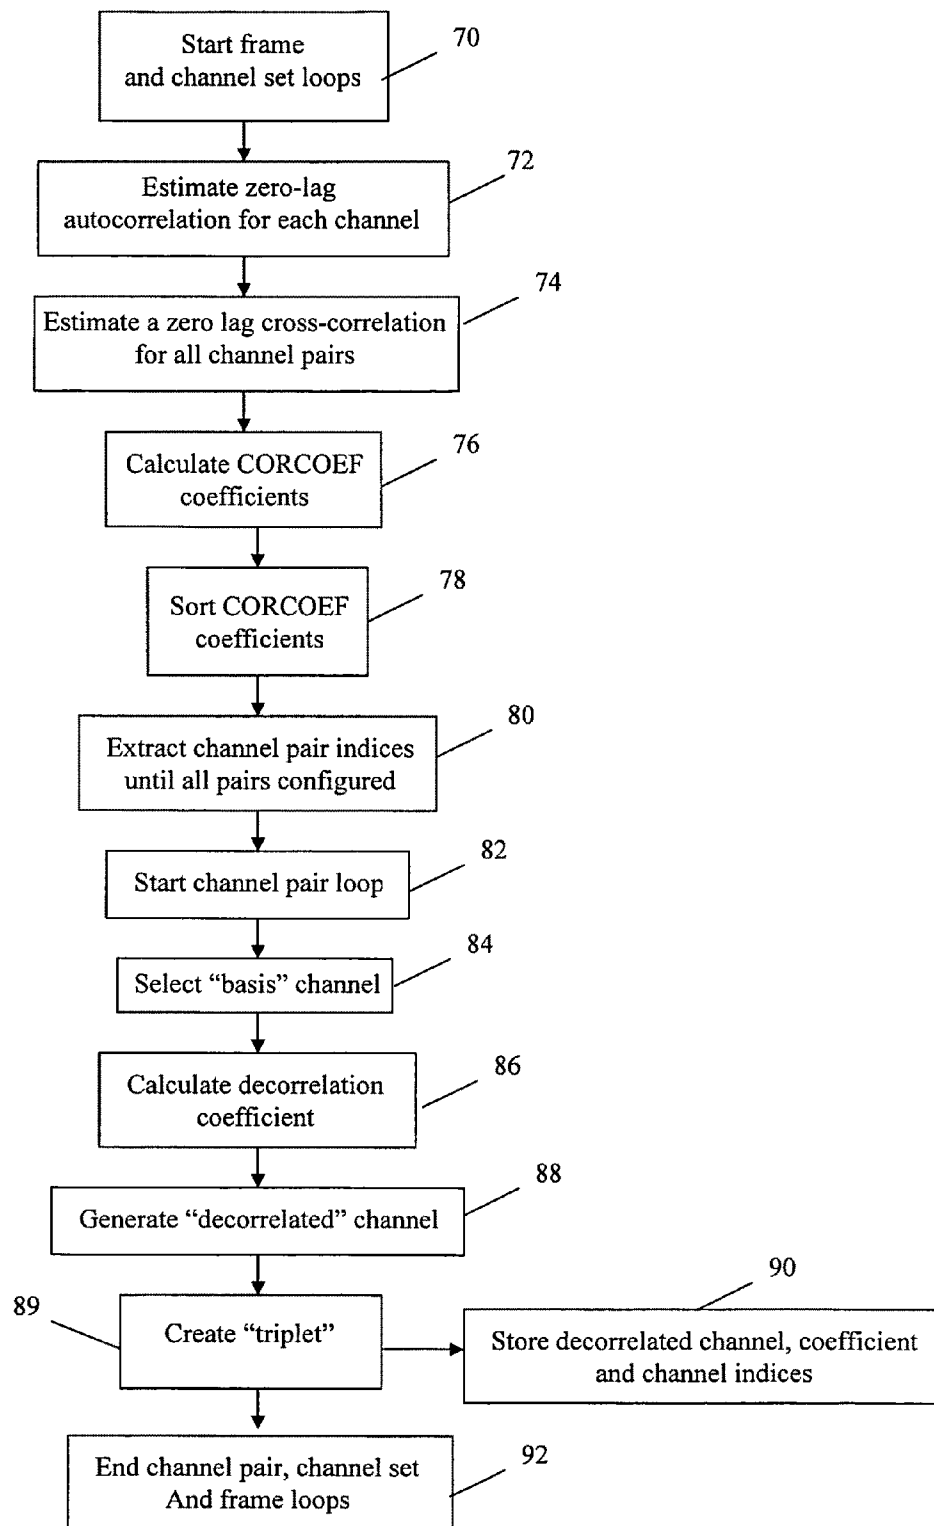 Start frame
and channel set loops
70
Estimate zero-lag
autocorrelation for each channel
72
Estimate a zero lag cross-correlation
for all channel pairs
74
Calculate CORCOEF
coefficients
76
Sort CORCOEF
coefficients
78
Extract channel pair indices
until all pairs configured
80
Start channel pair loop
82
Select “basis” channel
84
Calculate decorrelation
coefficient
86
Generate “decorrelated” channel
88
89
Create “triplet”
90
Store decorrelated channel, coefficient
and channel indices
End channel pair, channel set
And frame loops
92